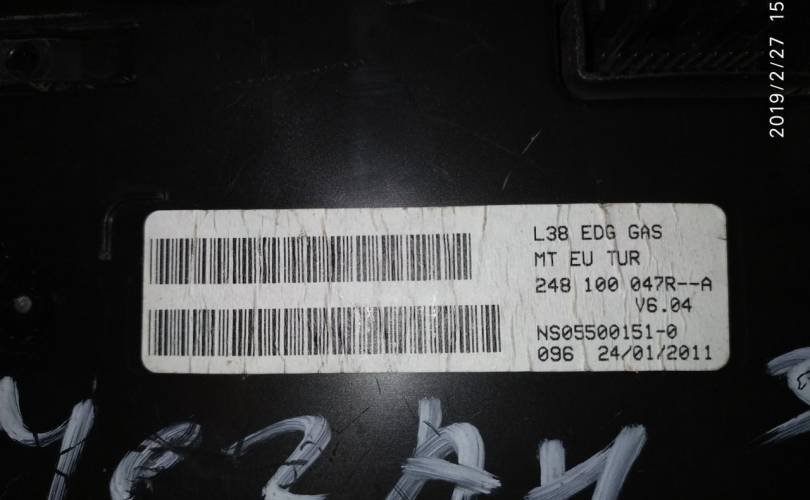 2019/2/27 15
L38 EDG GAS
MT EU TUR
248 100 047R--A
V6.04
NS05500151-0
096 24/01/2011